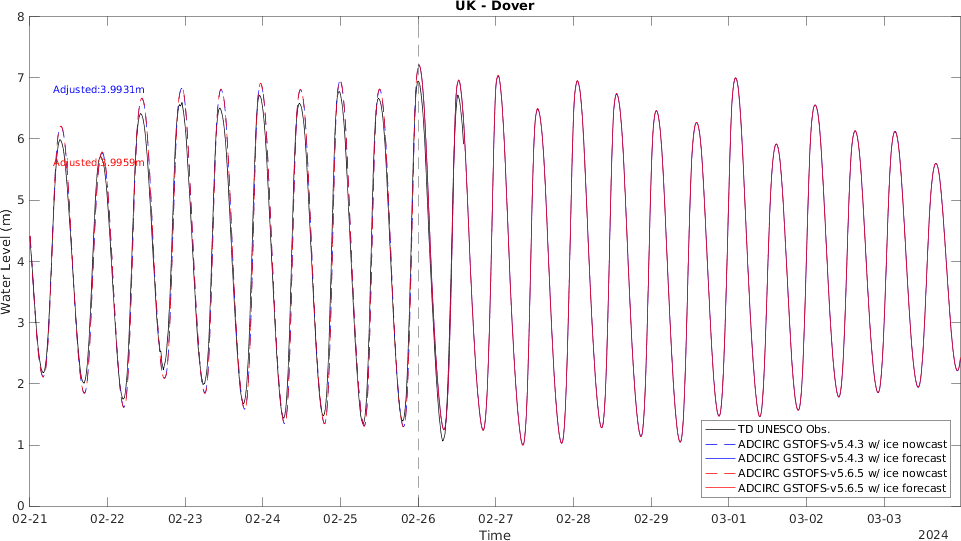 UK - Dover
8
7
6
5
4
3
2
1
0
Water Level (m)
Adjusted:3.9931m
Adjusted:3.9959m
TD UNESCO Obs.
ADCIRC GSTOFS-v5.4.3 w/ ice nowcast
ADCIRC GSTOFS-v5.4.3 w/ ice forecast
ADCIRC GSTOFS-v5.6.5 w/ ice nowcast
ADCIRC GSTOFS-v5.6.5 w/ ice forecast
02-21 02-22 02-23 02-24 02-25 02-26 02-27 02-28 02-29 03-01 03-02 03-03
Time
2024